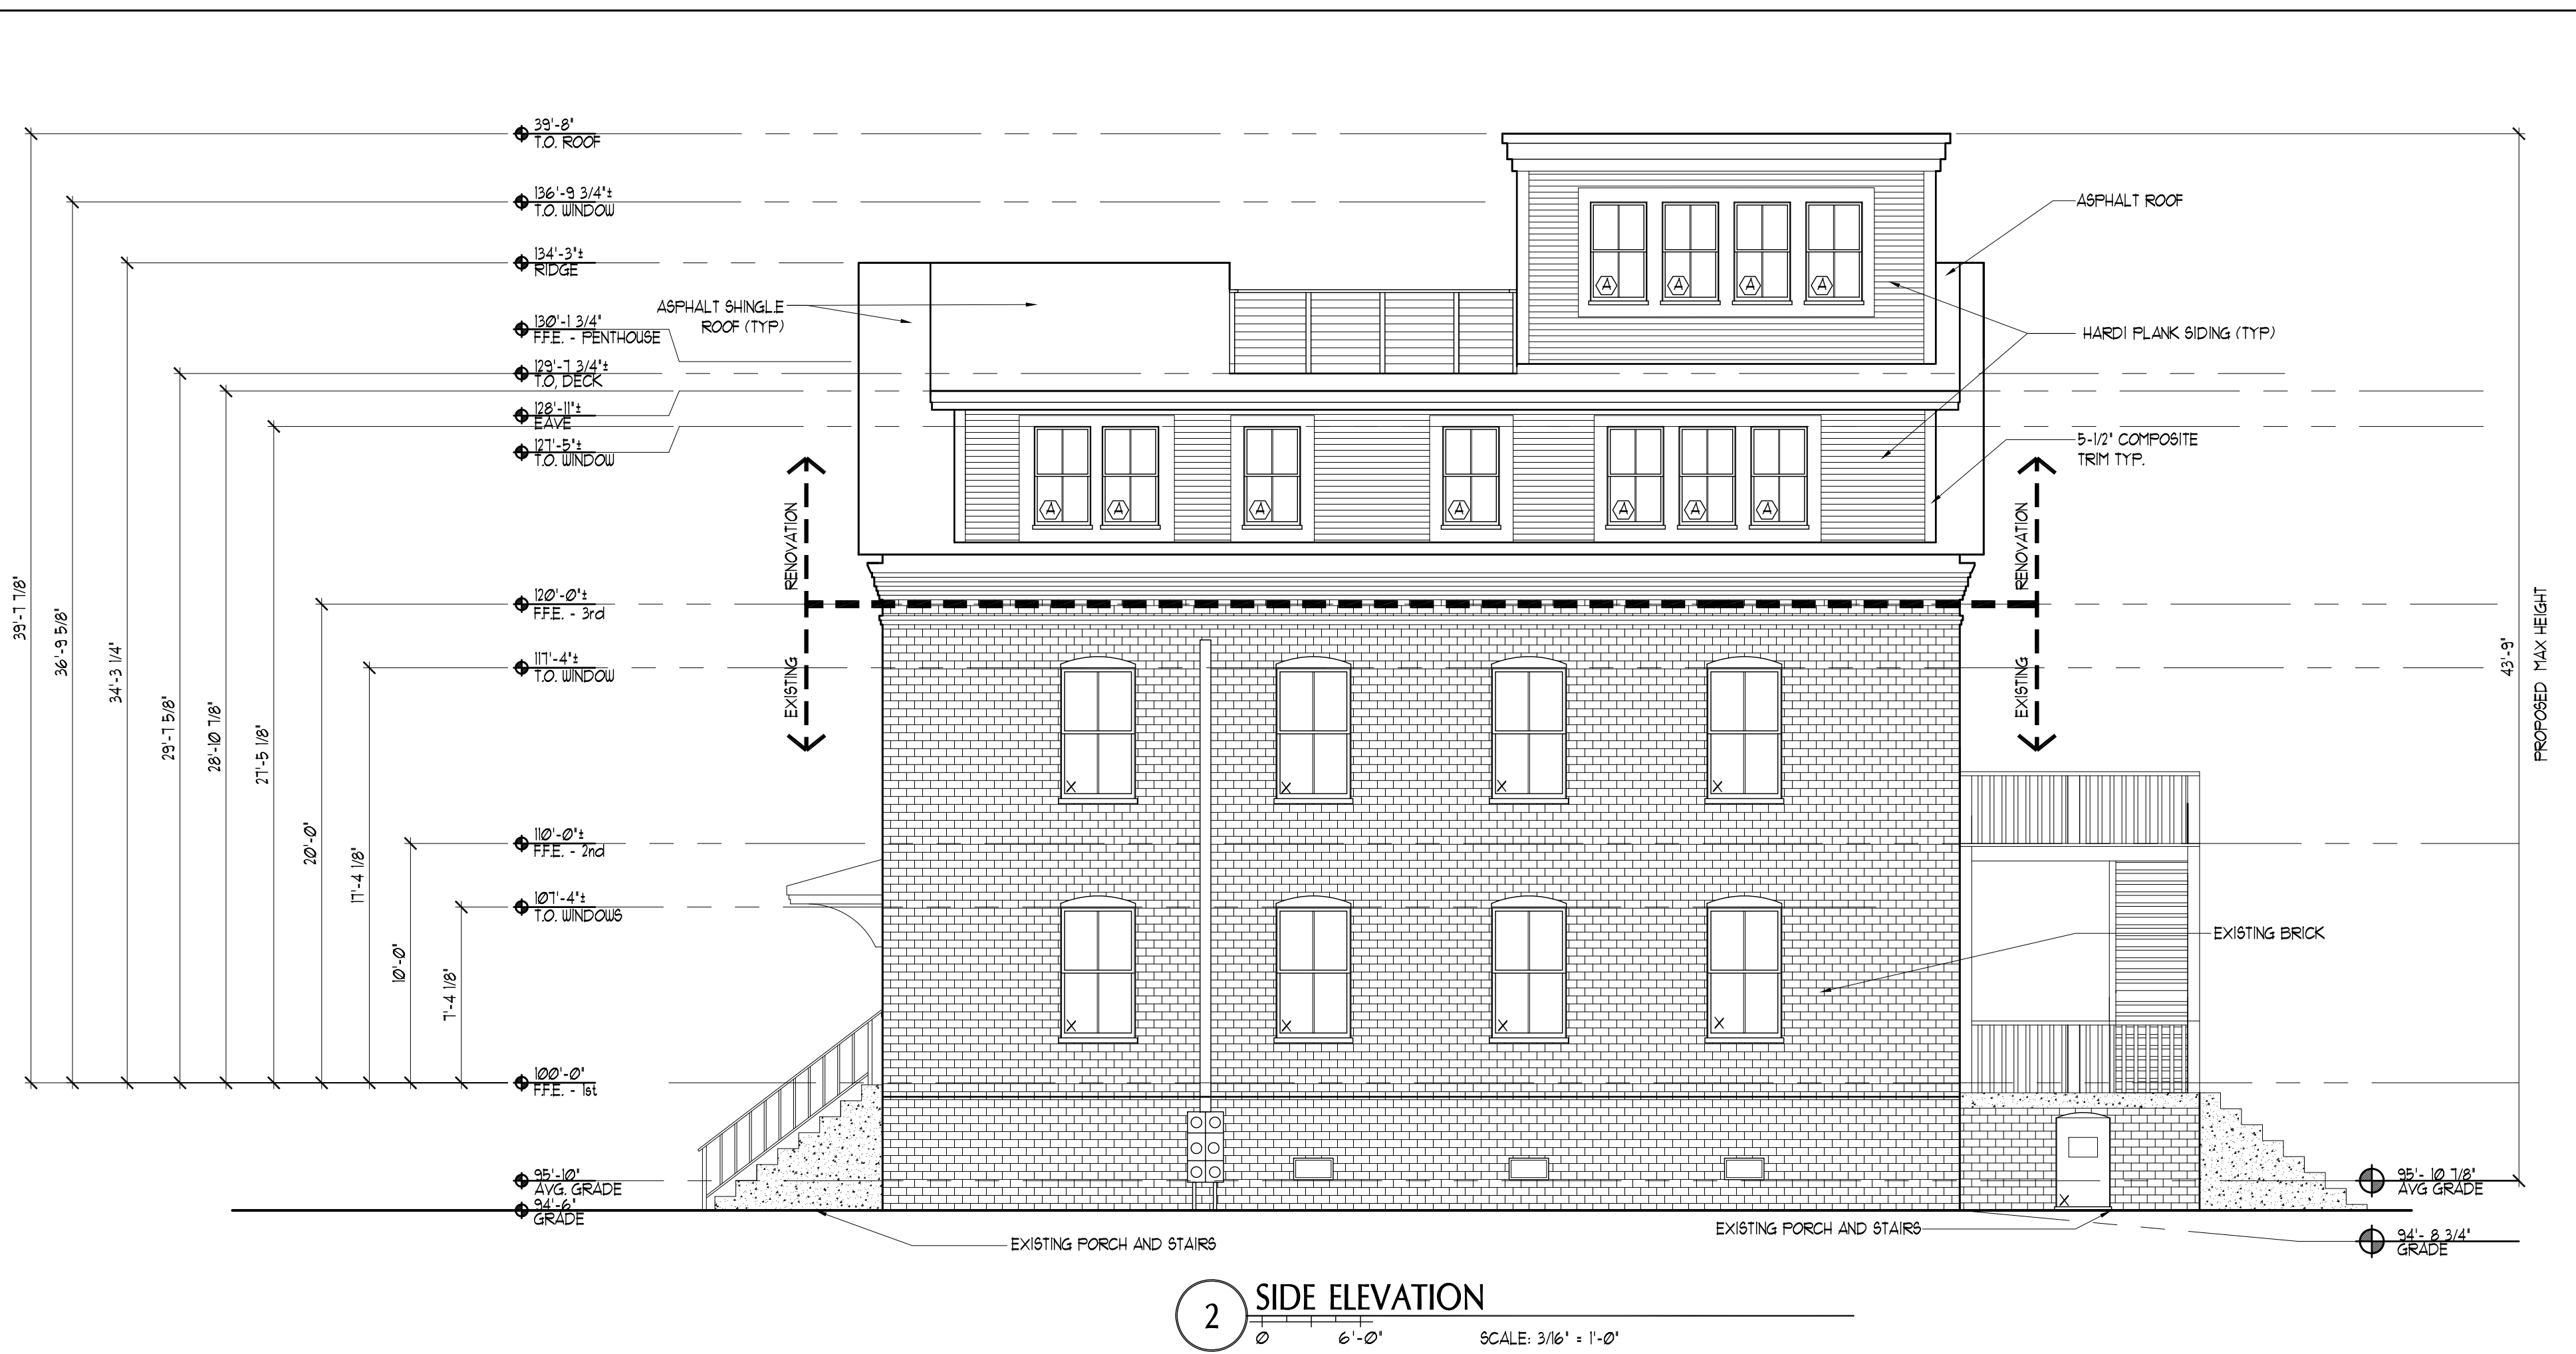 39'-8"
T.O. ROOF
136'-9 3/4"±
T.O. WINDOW
134'-3"±
RIDGE
130'-1 3/4"
F.F.E. - PENTHOUSE
129'-7 3/4"±
T.O, DECK
128'-11"±
EAVE
127'-5"±
T.O. WINDOW
120'-0"±
F.F.E. - 3rd
117'-4"±
T.O. WINDOW
110'-0"±
F.F.E. - 2nd
107'-4"±
T.O. WINDOWS
100'-0"
F.F.E. - 1st
95'-10"
AVG. GRADE
94'-6"
GRADE
39'-7 7/8"
36'-9 5/8"
34'-3 1/4"
29'-7 5/8"
28'-10 7/8"
27'-5 1/8"
20'-0"
17'-4 1/8"
10'-0"
7'-4 1/8"
ASPHALT SHINGLE
ROOF (TYP)
RENOVATION
EXISTING
A
A
A
A
A
A
A
A
A
A
A
X
X
X
X
X
X
X
X
X
ASPHALT ROOF
HARDI PLANK SIDING (TYP)
5-1/2" COMPOSITE
TRIM TYP.
RENOVATION
EXISTING
43'-9"
PROPOSED MAX HEIGHT
EXISTING BRICK
95'- 10 7/8"
AVG GRADE
94'- 8 3/4"
GRADE
EXISTING PORCH AND STAIRS
EXISTING PORCH AND STAIRS
2
SIDE ELEVATION
0
6'-0"
SCALE: 3/16" = 1'-0"